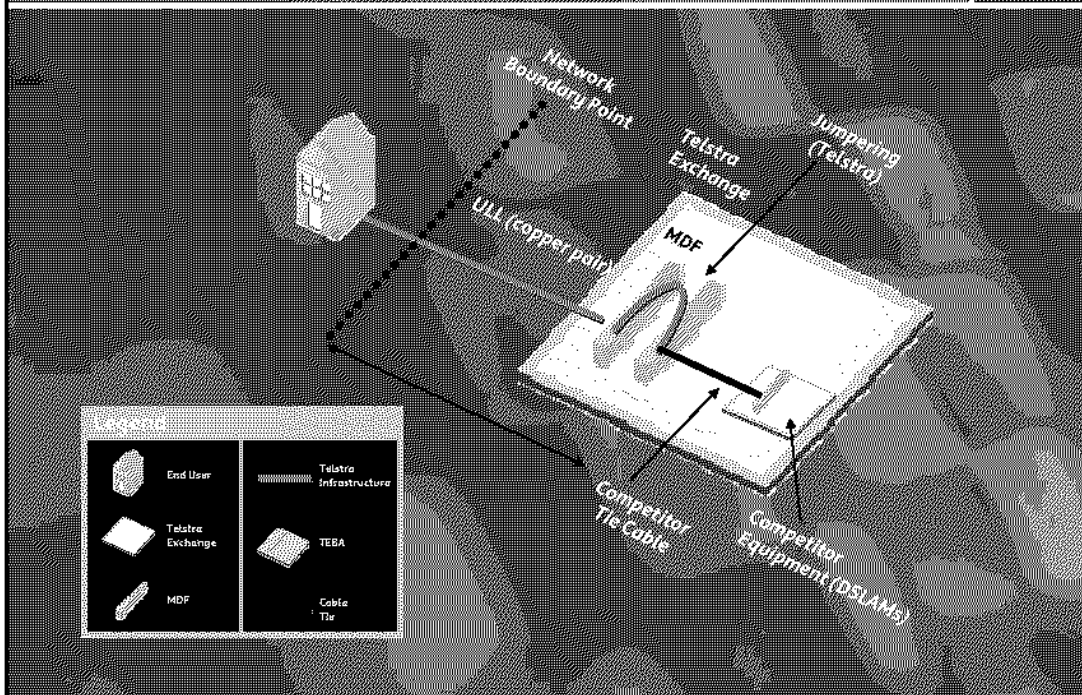 Network
Boundary Point
Jumpering
(Telstra)
Telstra
Exchange
ULL (copper pair)
MDF
Competitor
Tie Cable
Competitor
Equipment (DSLAMs)
Legend
End User
Telstra
Exchange
MDF
Telstra
Infrastructure
TEBA
Cable
Tie